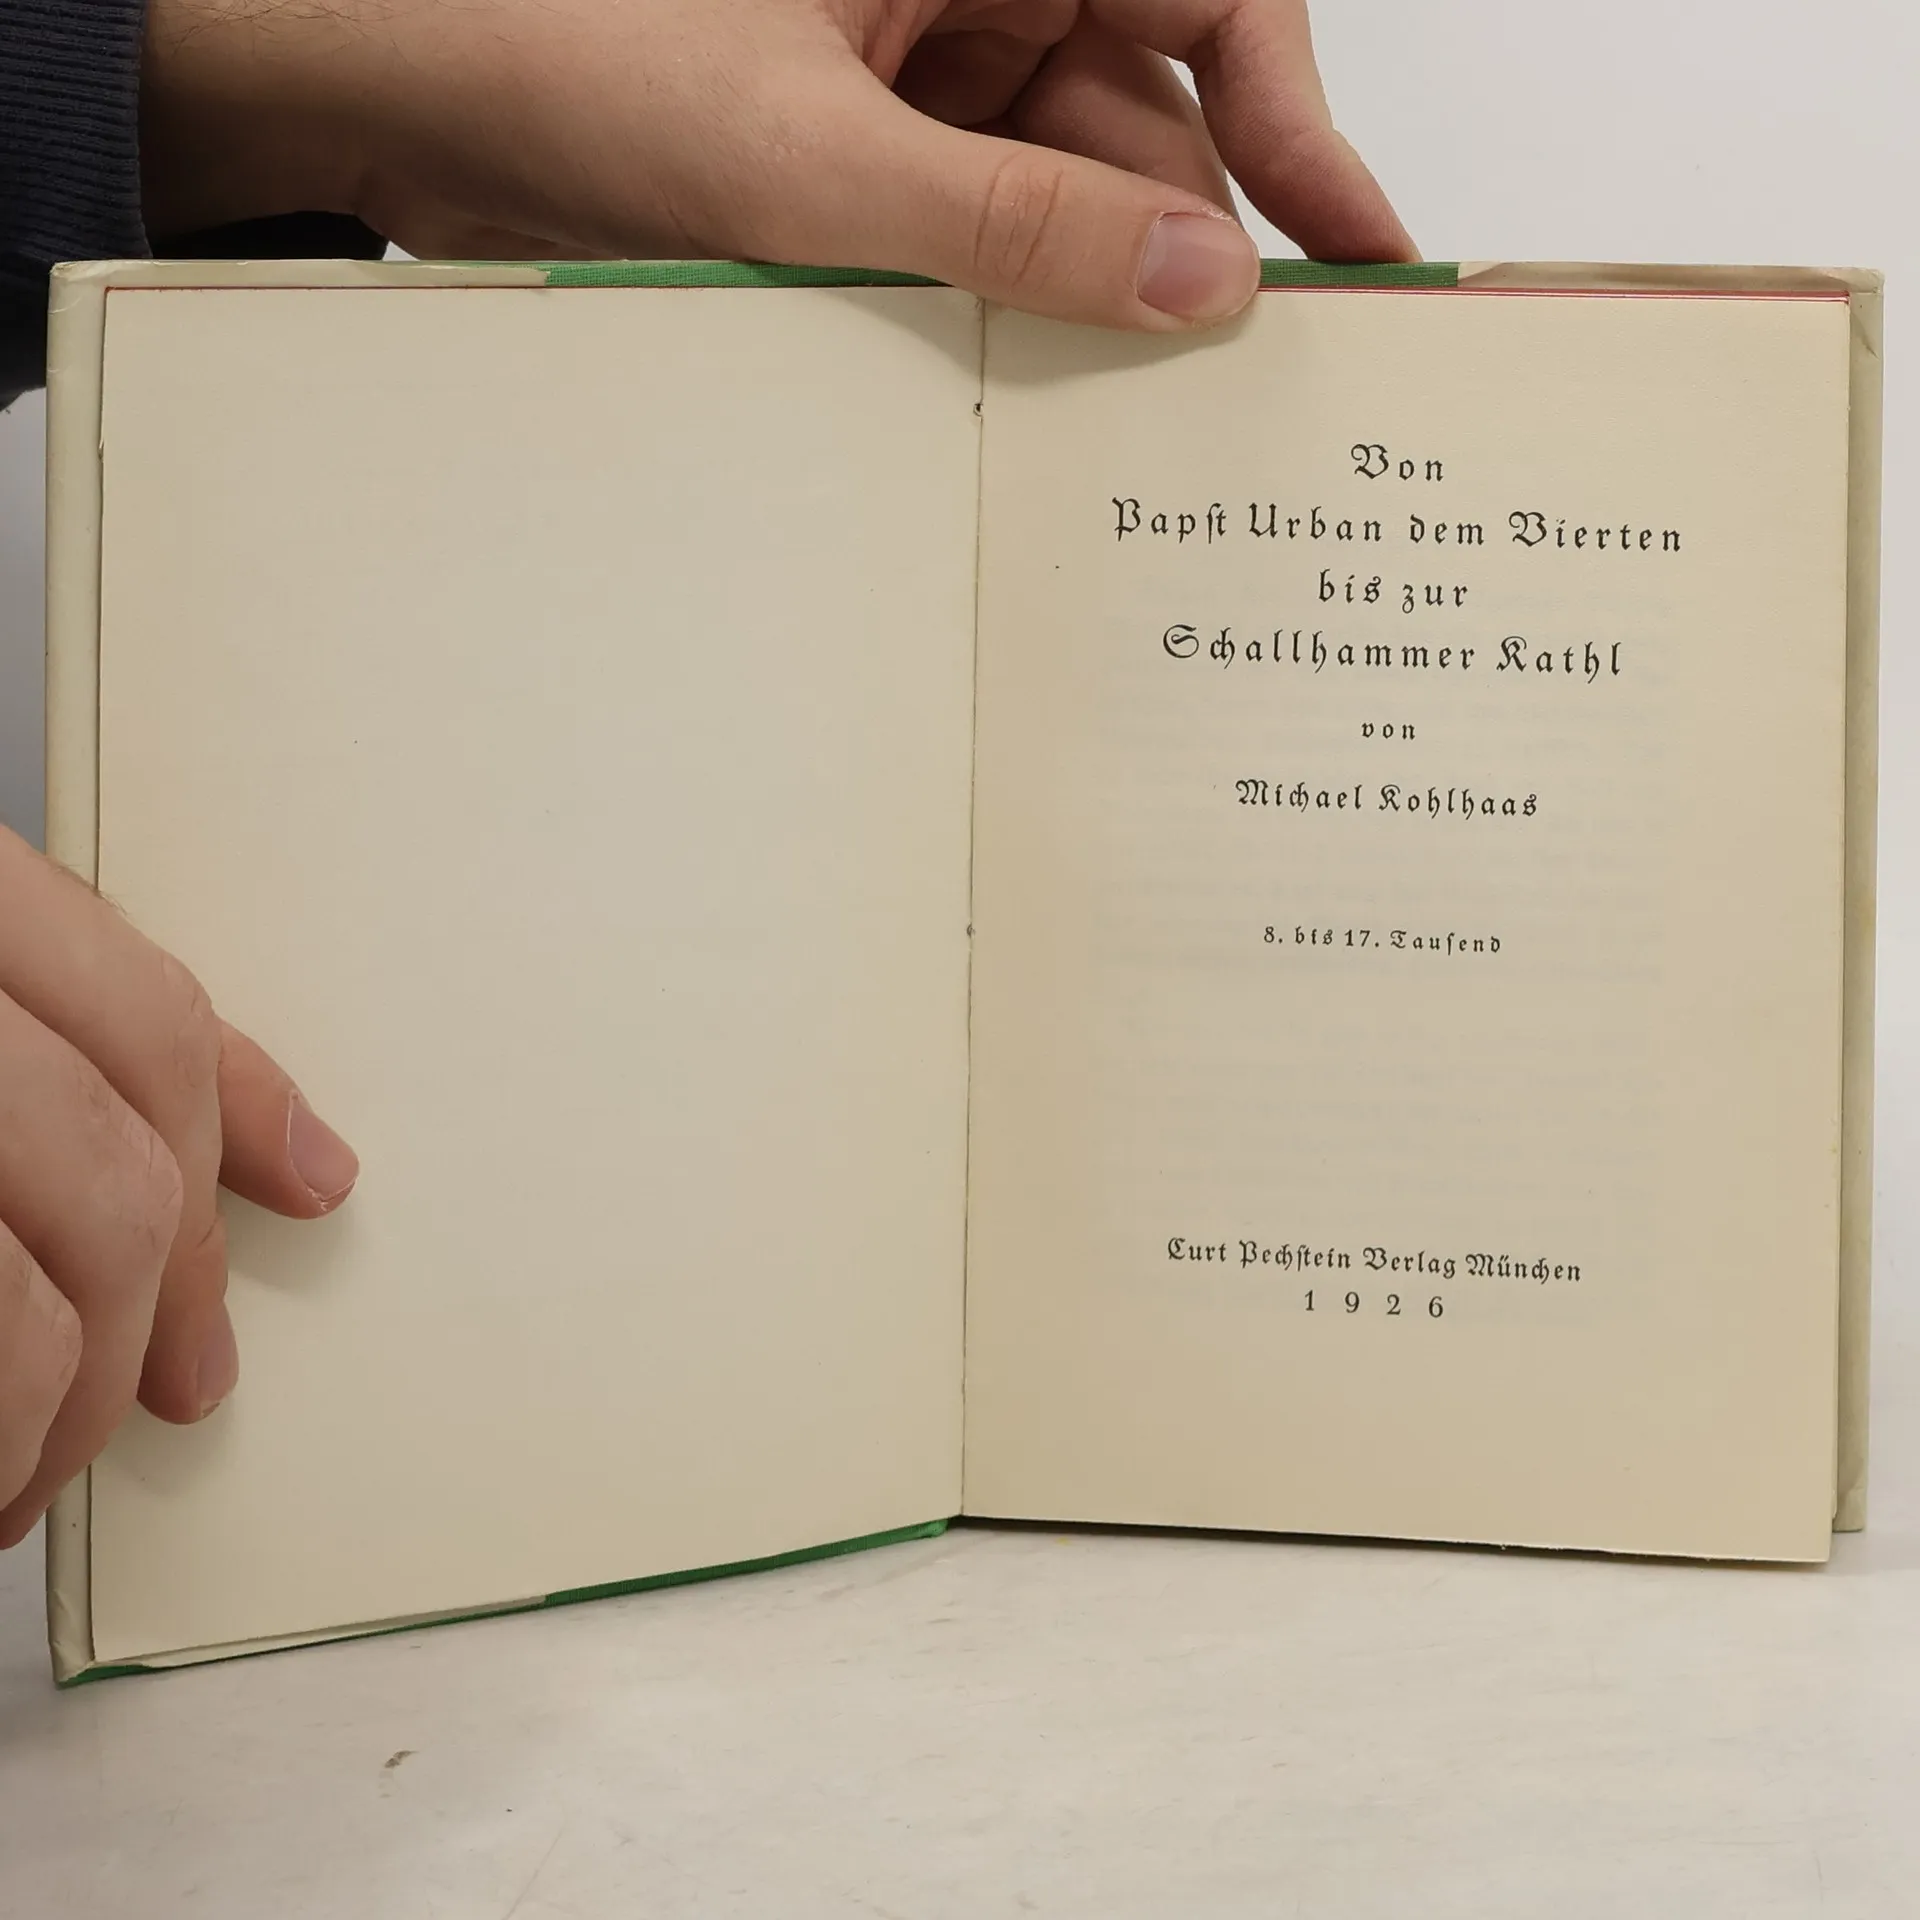 Von
Papſt Urban dem Vierten
bis zur
Schallhammer Kathl
von
Michael Kohlhaas
8. bis 17. Tauſend
Curt Pechſtein Verlag München
1926